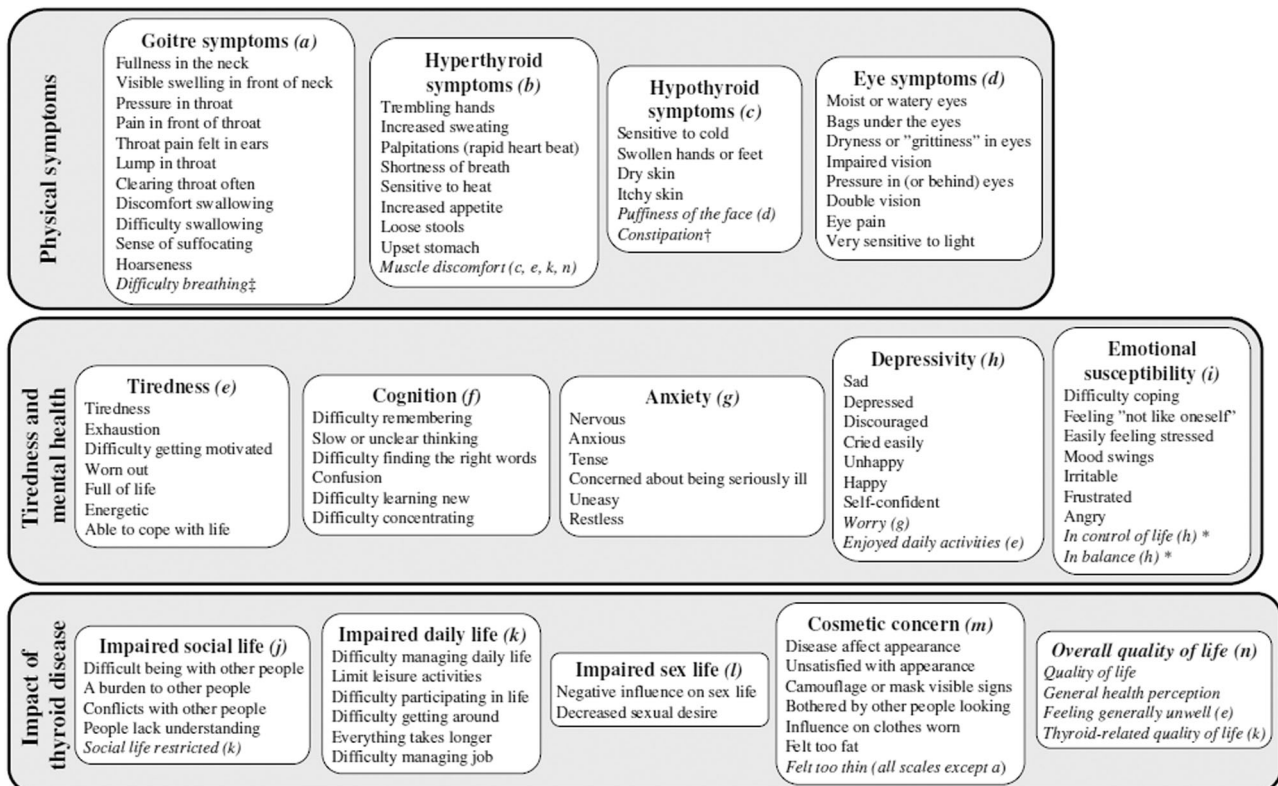 Physical symptoms
Goitre symptoms (a)
Fullness in the neck
Visible swelling in front of neck
Pressure in throat
Pain in front of throat
Throat pain felt in ears
Lump in throat
Clearing throat often
Discomfort swallowing
Difficulty swallowing
Sense of suffocating
Hoarseness
Difficulty breathing‡
Hyperthyroid
symptoms (b)
Trembling hands
Increased sweating
Palpitations (rapid heart beat)
Shortness of breath
Sensitive to heat
Increased appetite
Loose stools
Upset stomach
Muscle discomfort (c, e, k, n)
Hypothyroid
symptoms (c)
Sensitive to cold
Swollen hands or feet
Dry skin
Itchy skin
Puffiness of the face (d)
Constipation†
Eye symptoms (d)
Moist or watery eyes
Bags under the eyes
Dryness or ”grittiness” in eyes
Impaired vision
Pressure in (or behind) eyes
Double vision
Eye pain
Very sensitive to light
Tiredness and
mental health
Tiredness (e)
Tiredness
Exhaustion
Difficulty getting motivated
Worn out
Full of life
Energetic
Able to cope with life
Cognition (f)
Difficulty remembering
Slow or unclear thinking
Difficulty finding the right words
Confusion
Difficulty learning new
Difficulty concentrating
Anxiety (g)
Nervous
Anxious
Tense
Concerned about being seriously ill
Uneasy
Restless
Depressivity (h)
Sad
Depressed
Discouraged
Cried easily
Unhappy
Happy
Self-confident
Worry (g)
Enjoyed daily activities (e)
Emotional
susceptibility (i)
Difficulty coping
Feeling ”not like oneself”
Easily feeling stressed
Mood swings
Irritable
Frustrated
Angry
In control of life (h) *
In balance (h) *
Impact of
thyroid disease
Impaired social life (j)
Difficult being with other people
A burden to other people
Conflicts with other people
People lack understanding
Social life restricted (k)
Impaired daily life (k)
Difficulty managing daily life
Limit leisure activities
Difficulty participating in life
Difficulty getting around
Everything takes longer
Difficulty managing job
Impaired sex life (l)
Negative influence on sex life
Decreased sexual desire
Cosmetic concern (m)
Disease affect appearance
Unsatisfied with appearance
Camouflage or mask visible signs
Bothered by other people looking
Influence on clothes worn
Felt too fat
Felt too thin (all scales except a)
Overall quality of life (n)
Quality of life
General health perception
Feeling generally unwell (e)
Thyroid-related quality of life (k)